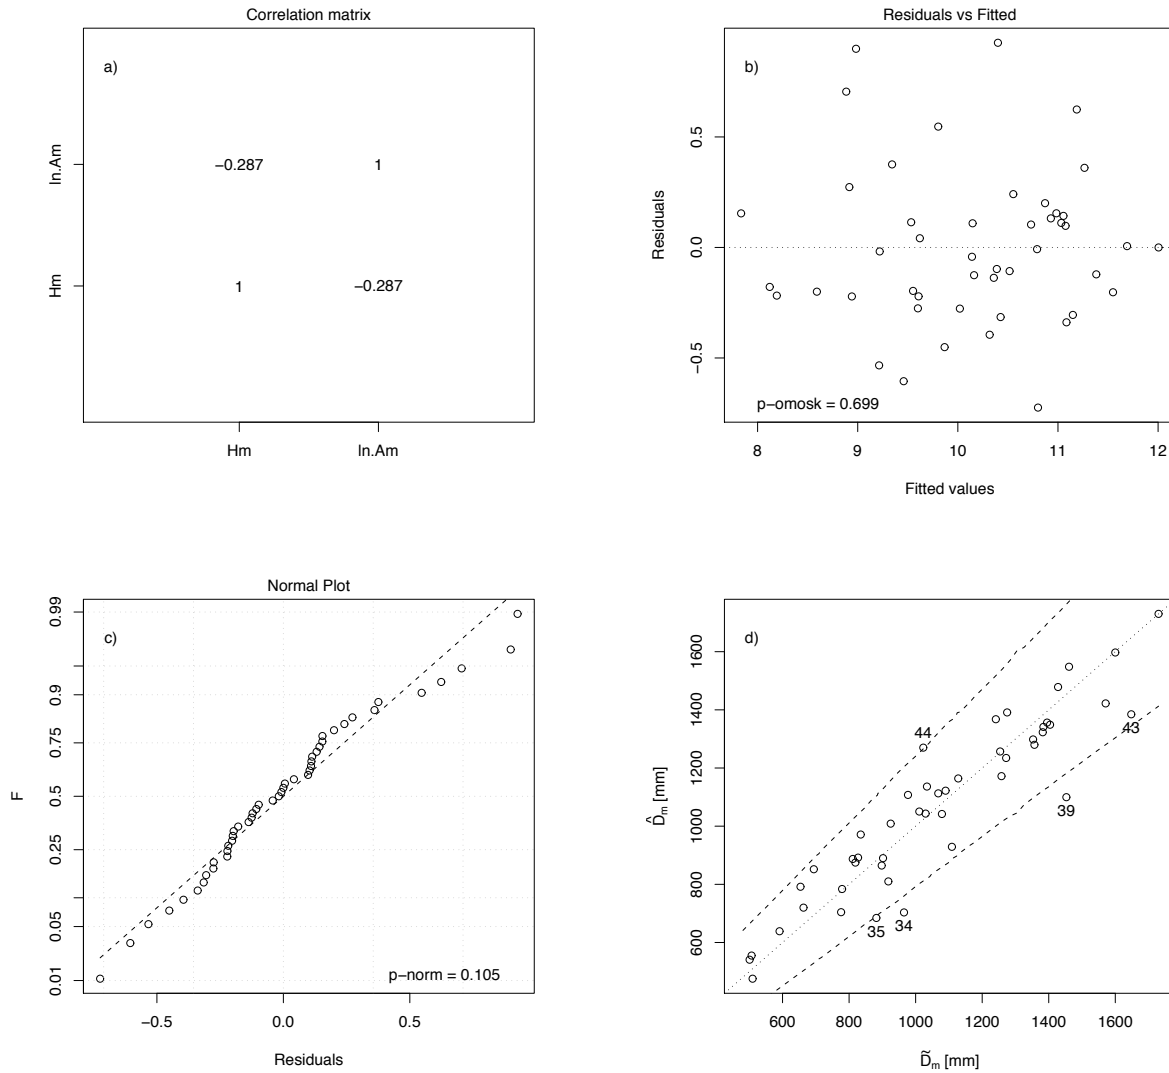 Correlation matrix
a)
ln.Am
−0.287
1
Hm
1
−0.287
Hm
ln.Am
Residuals vs Fitted
b)
0.5
0.0
−0.5
Residuals
p−omosk = 0.699
8
9
10
11
12
Fitted values
Normal Plot
c)
0.99
0.9
0.75
0.5
0.25
0.05
0.01
F
p−norm = 0.105
−0.5
0.0
0.5
Residuals
d)
1600
1400
1200
1000
800
600
D̂m [mm]
44
43
39
35
34
600
800
1000
1200
1400
1600
D̃m [mm]